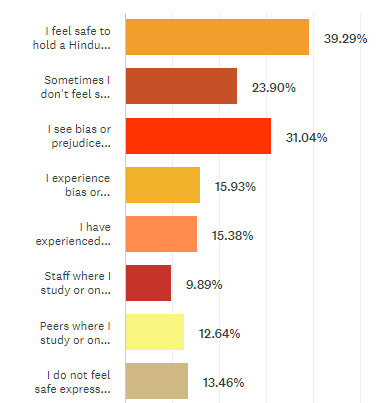 I feel safe to
hold a Hindu...
39.29%
Sometimes I
don't feel s...
23.90%
I see bias or
prejudice...
31.04%
I experience
bias or...
15.93%
I have
experienced...
15.38%
Staff where I
study or on...
9.89%
Peers where I
study or on...
12.64%
I do not feel
safe express...
13.46%